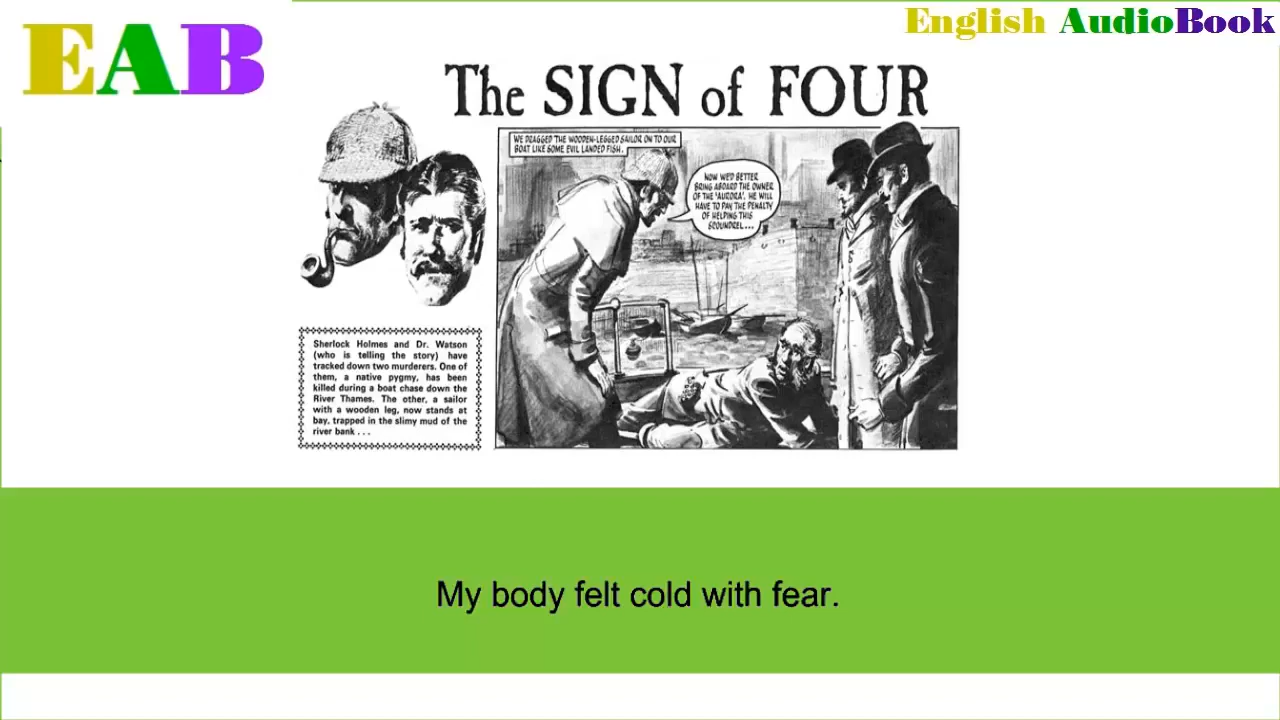 EAB
English AudioBook
The SIGN of FOUR
WE DRAGGED THE WOODEN-LEGGED SAILOR ON TO OUR
BOAT LIKE SOME EVIL LANDED FISH.
NOW WE'D BETTER
BRING ABOARD THE OWNER
OF THE 'AURORA'. HE WILL
HAVE TO PAY THE PENALTY
OF HELPING THIS
SCOUNDREL...
Sherlock Holmes and Dr. Watson
(who is telling the story) have
tracked down two murderers. One of
them, a native pygmy, has been
killed during a boat chase down the
River Thames. The other, a sailor
with a wooden leg, now stands at
bay, trapped in the slimy mud of the
river bank . . .
My body felt cold with fear.